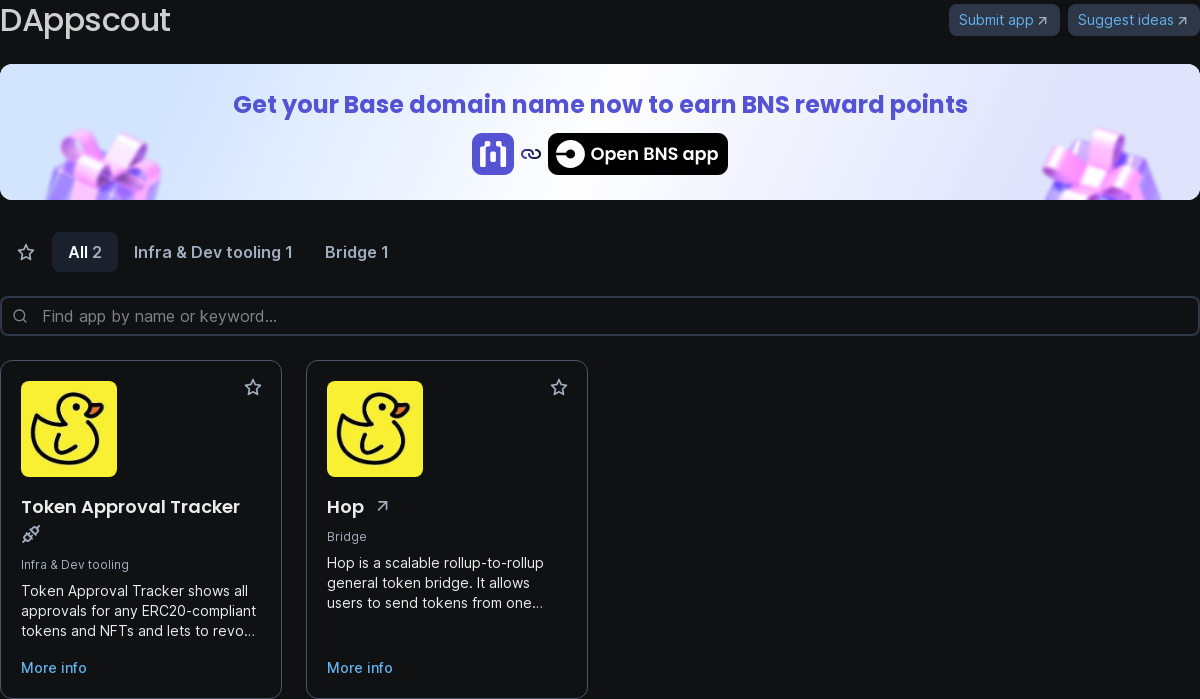 DAppscout
Submit app
Suggest ideas
Get your Base domain name now to earn BNS reward points
Open BNS app
All 2
Infra & Dev tooling 1
Bridge 1
Find app by name or keyword...
Token Approval Tracker
Infra & Dev tooling
Token Approval Tracker shows all
approvals for any ERC20-compliant
tokens and NFTs and lets to revo...
More info
Hop
Bridge
Hop is a scalable rollup-to-rollup
general token bridge. It allows
users to send tokens from one...
More info